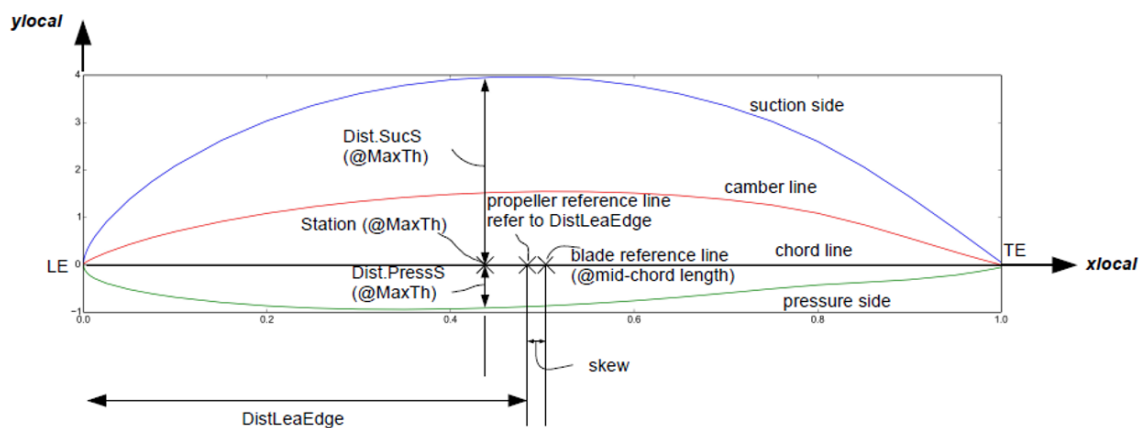 ylocal
4
suction side
Dist.SucS
(@MaxTh)
3
2
camber line
propeller reference line
refer to DistLeaEdge
Station (@MaxTh)
1
blade reference line
(@mid-chord length)
chord line
TE
LE
0
xlocal
Dist.PressS
(@MaxTh)
pressure side
−1
0.0 0.2 0.4 0.6 0.8 1.0
skew
DistLeaEdge